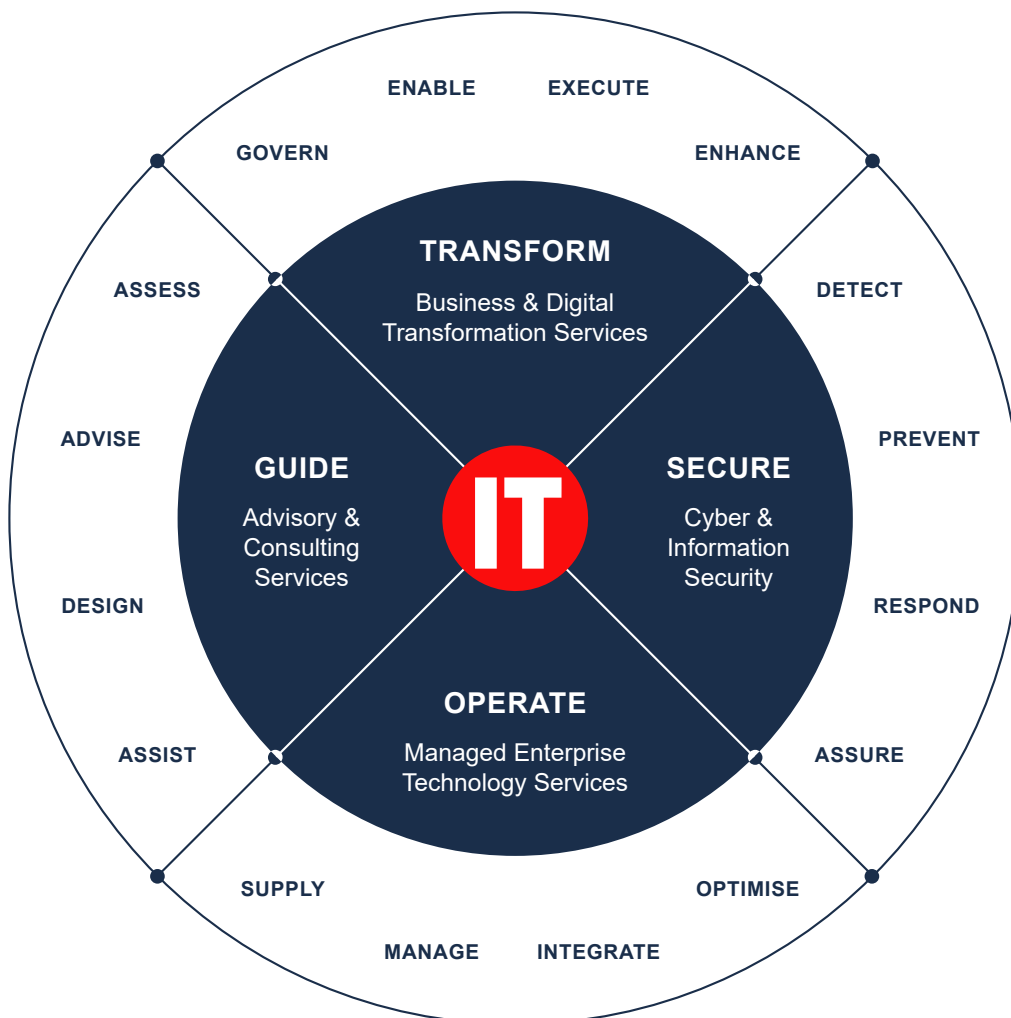 ENABLE
EXECUTE
GOVERN
ENHANCE
TRANSFORM
Business & Digital
Transformation Services
ASSESS
ADVISE
DESIGN
ASSIST
GUIDE
Advisory &
Consulting
Services
IT
SECURE
Cyber &
Information
Security
DETECT
PREVENT
RESPOND
ASSURE
OPERATE
Managed Enterprise
Technology Services
SUPPLY
OPTIMISE
MANAGE
INTEGRATE